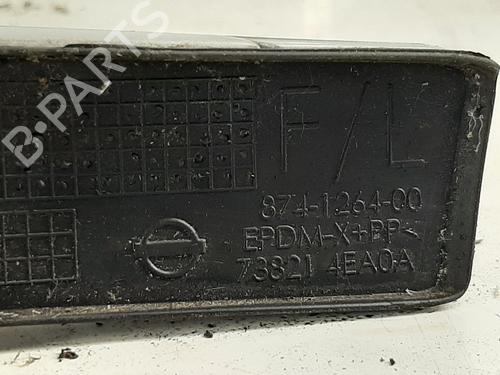 B-PARTS
F/L
874-1264-00
EPDM-X+PP<
73821 4EA0A